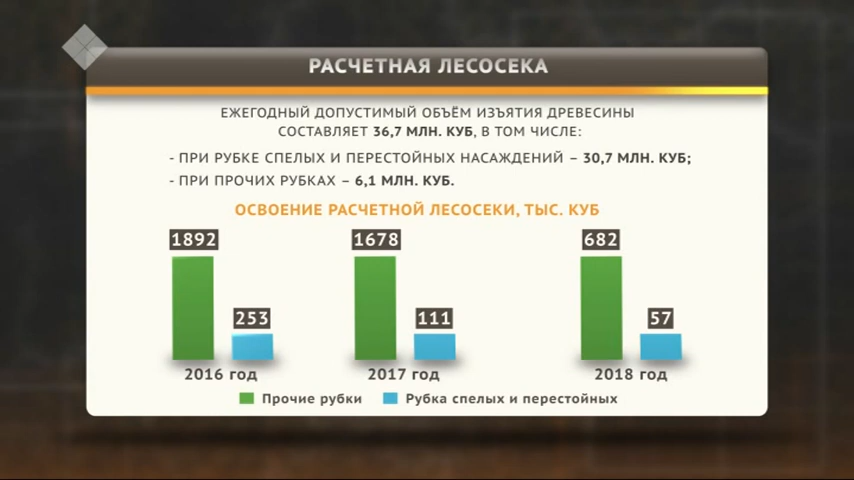 РАСЧЕТНАЯ ЛЕСОСЕКА
ЕЖЕГОДНЫЙ ДОПУСТИМЫЙ ОБЪЁМ ИЗЪЯТИЯ ДРЕВЕСИНЫ
СОСТАВЛЯЕТ 36,7 МЛН. КУБ, В ТОМ ЧИСЛЕ:
- ПРИ РУБКЕ СПЕЛЫХ И ПЕРЕСТОЙНЫХ НАСАЖДЕНИЙ – 30,7 МЛН. КУБ;
- ПРИ ПРОЧИХ РУБКАХ – 6,1 МЛН. КУБ.
ОСВОЕНИЕ РАСЧЕТНОЙ ЛЕСОСЕКИ, ТЫС. КУБ
1892 1678 682
253 111 57
2016 год 2017 год 2018 год
Прочие рубки Рубка спелых и перестойных